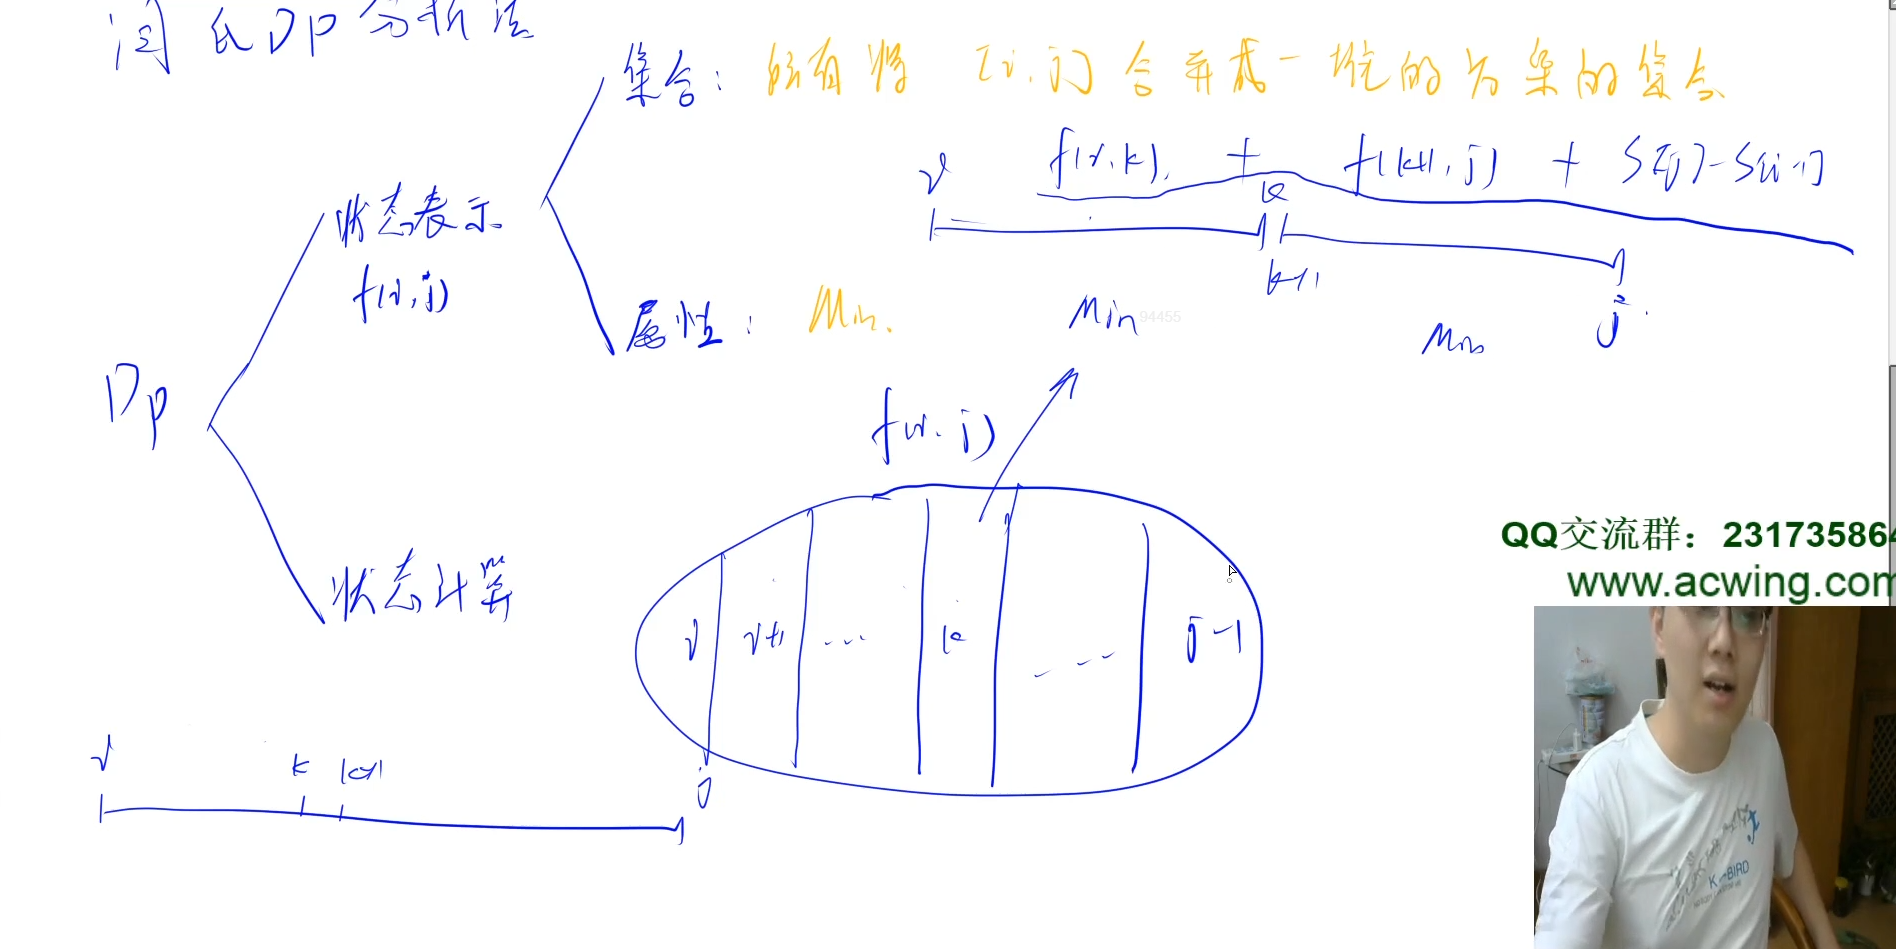 闫氏DP分析法
集合：所有将 [i,j] 合并成一堆的方案的集合
f(i,k) + f(k+1,j) + S[j]-S[i-1]
i
k
状态表示
f(i,j)
k+1
j
属性：Min.
Min
94455
Min
Dp
f(i,j)
QQ交流群：23173586
www.acwing.com
状态计算
i i+1 ... k ... j-1
i
k k+1
j
K BIRD